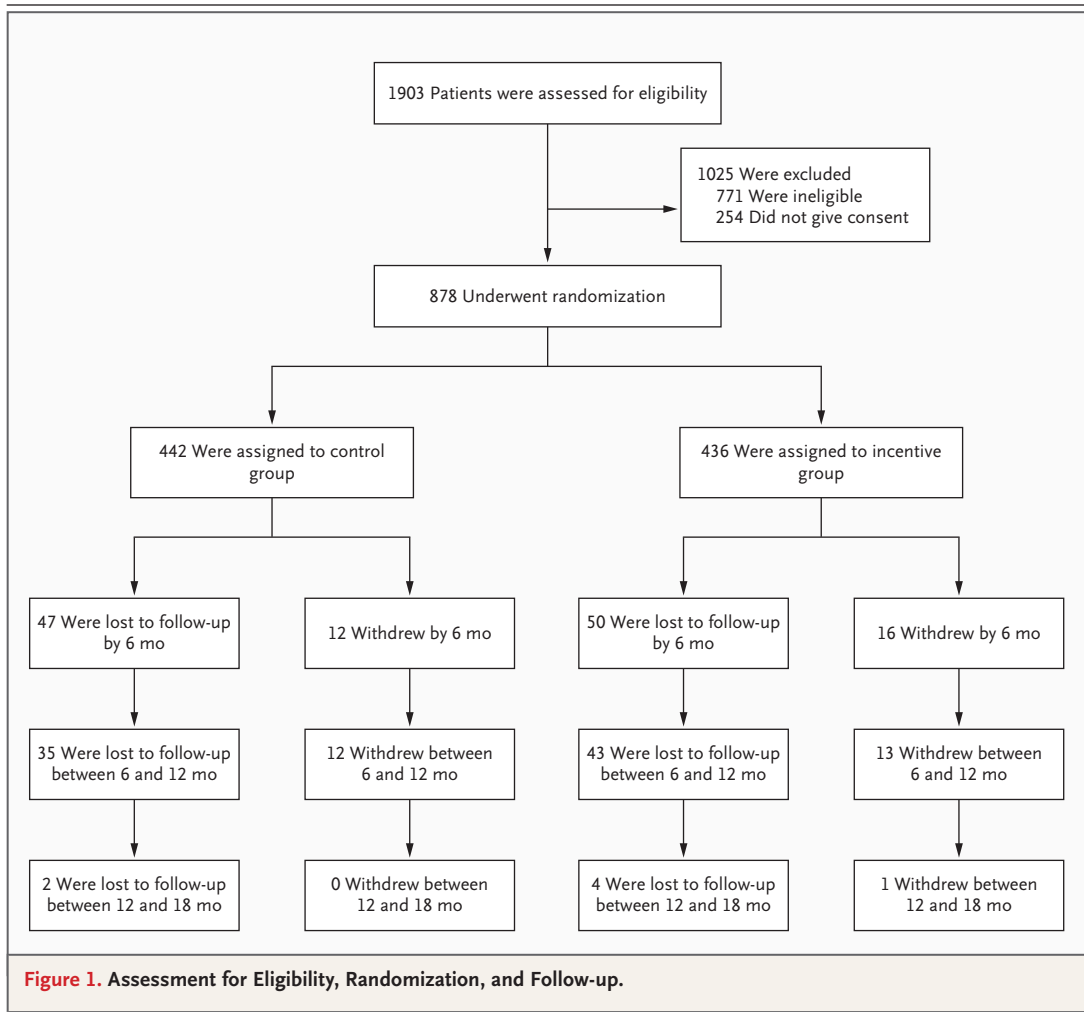 1903 Patients were assessed for eligibility
1025 Were excluded
771 Were ineligible
254 Did not give consent
878 Underwent randomization
442 Were assigned to control
group
436 Were assigned to incentive
group
47 Were lost to follow-up
by 6 mo
12 Withdrew by 6 mo
50 Were lost to follow-up
by 6 mo
16 Withdrew by 6 mo
35 Were lost to follow-up
between 6 and 12 mo
12 Withdrew between
6 and 12 mo
43 Were lost to follow-up
between 6 and 12 mo
13 Withdrew between
6 and 12 mo
2 Were lost to follow-up
between 12 and 18 mo
0 Withdrew between
12 and 18 mo
4 Were lost to follow-up
between 12 and 18 mo
1 Withdrew between
12 and 18 mo
Figure 1. Assessment for Eligibility, Randomization, and Follow-up.